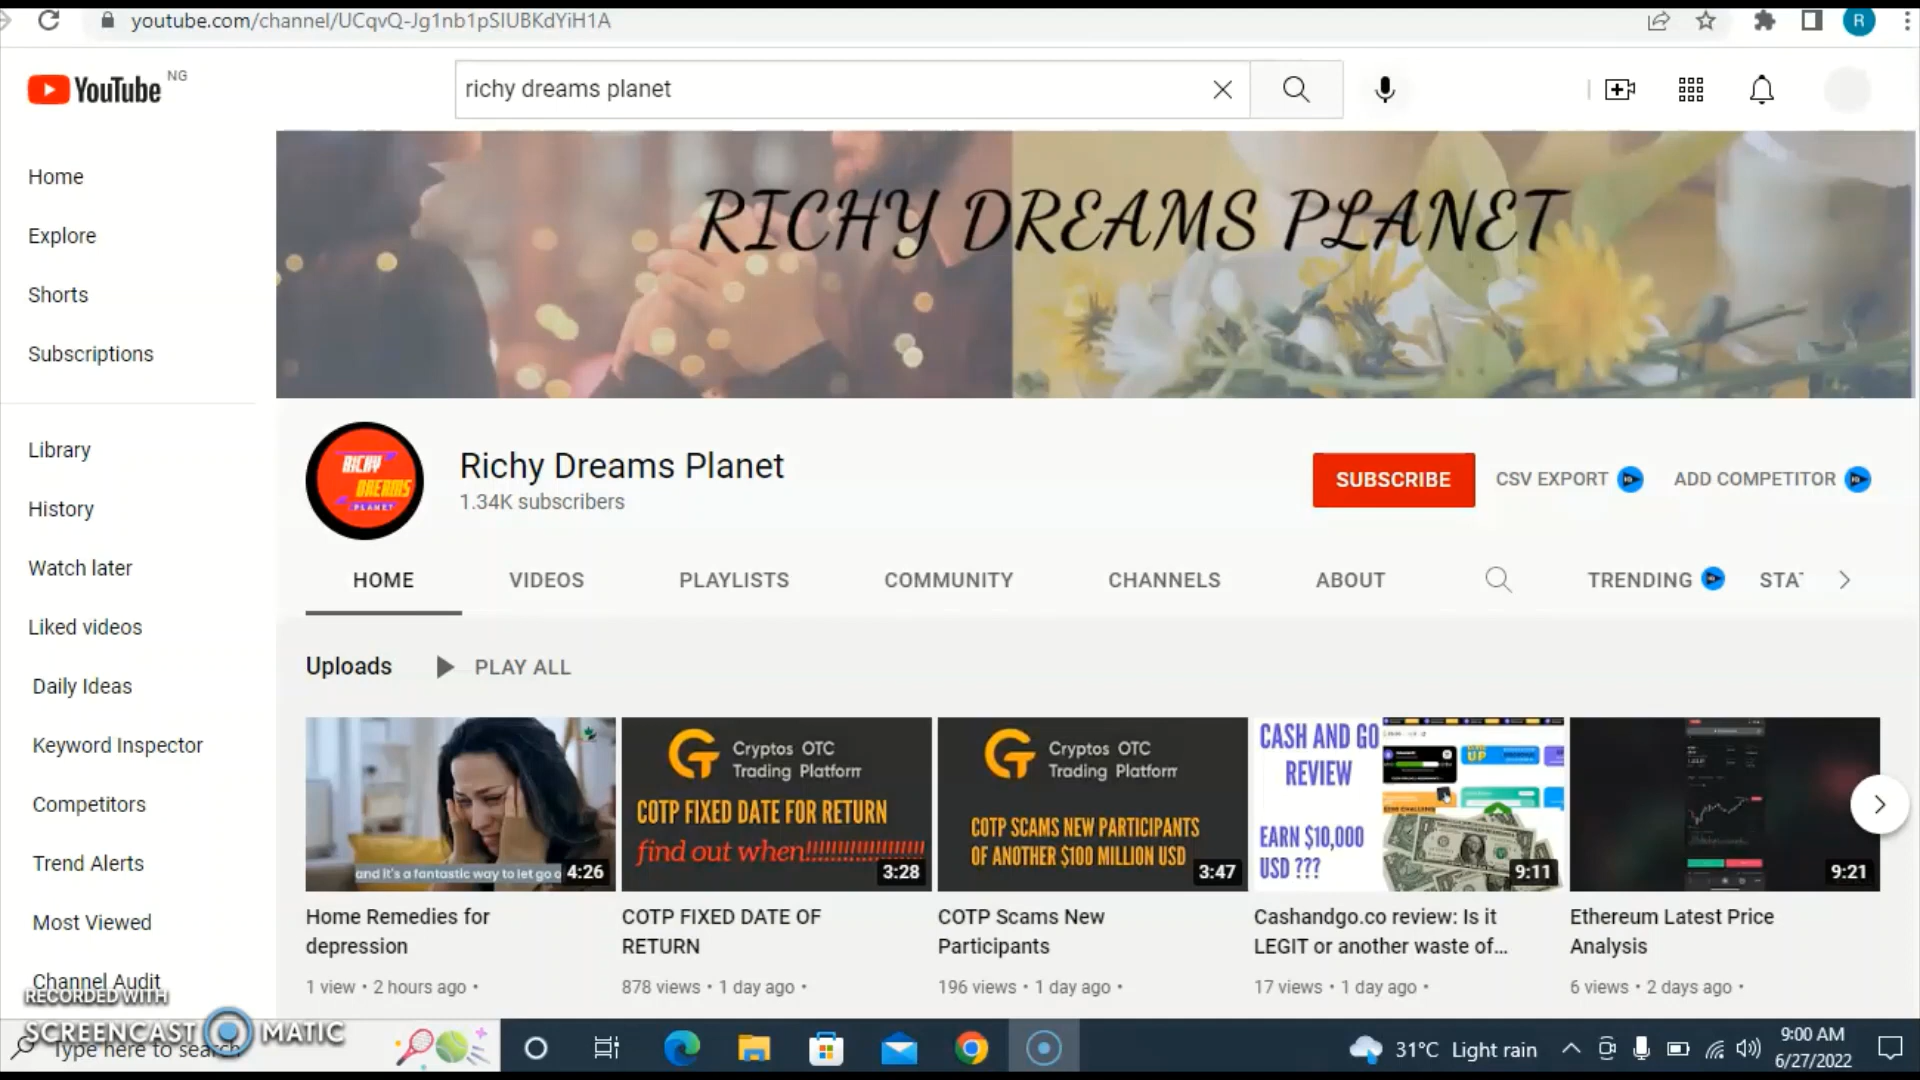 youtube.com/channel/UCqvQ-Jg1nb1pSIUBKdYiH1A
R
YouTube NG
richy dreams planet
Home
Explore
Shorts
Subscriptions
Library
History
Watch later
Liked videos
Daily Ideas
Keyword Inspector
Competitors
Trend Alerts
Most Viewed
Channel Audit
RICHY DREAMS PLANET
RICHY
DREAMS
PLANET
Richy Dreams Planet
1.34K subscribers
SUBSCRIBE
CSV EXPORT
ADD COMPETITOR
HOME VIDEOS PLAYLISTS COMMUNITY CHANNELS ABOUT TRENDING STAT
Uploads PLAY ALL
and it's a fantastic way to let go o
4:26
Home Remedies for
depression
1 view • 2 hours ago •
Cryptos OTC
Trading Platform
COTP FIXED DATE FOR RETURN
find out when!!!!!!!!!!!!!!!!!!
3:28
COTP FIXED DATE OF
RETURN
878 views • 1 day ago •
Cryptos OTC
Trading Platform
COTP SCAMS NEW PARTICIPANTS
OF ANOTHER $100 MILLION USD
3:47
COTP Scams New
Participants
196 views • 1 day ago •
CASH AND GO
REVIEW
EARN $10,000
USD ???
9:11
Cashandgo.co review: Is it
LEGIT or another waste of...
17 views • 1 day ago •
9:21
Ethereum Latest Price
Analysis
6 views • 2 days ago •
RECORDED WITH
SCREENCAST MATIC
Type here to search
31°C Light rain
9:00 AM
6/27/2022